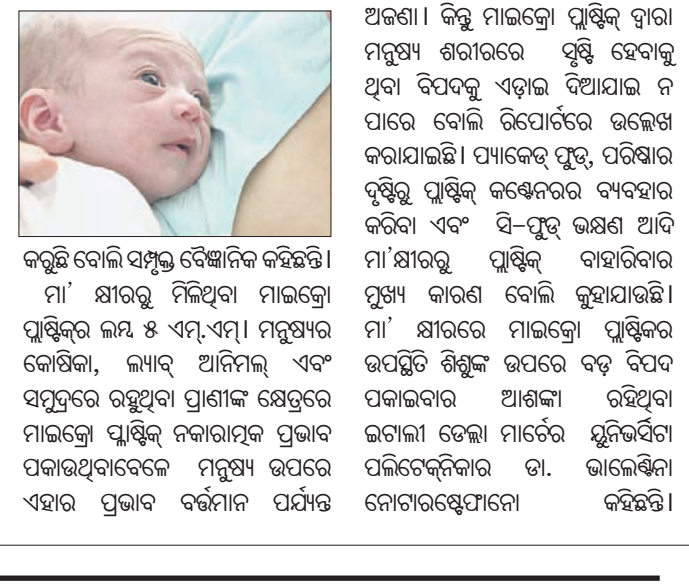 କରୁଛି ବୋଲି ସମ୍ପୃକ୍ତ ବୈଜ୍ଞାନିକ କହିଛନ୍ତି।
ମା' କ୍ଷୀରରୁ ମିଳିଥିବା ମାଇକ୍ରୋ
ପ୍ଲାଷ୍ଟିକ୍‌ର ଲମ୍ୱ ୫ ଏମ୍.ଏମ୍। ମନୁଷ୍ୟର
କୋଷିକା, ଲ୍ୟାବ୍ ଆନିମଲ୍ ଏବଂ
ସମୁଦ୍ରରେ ରହୁଥିବା ପ୍ରାଣୀଙ୍କ କ୍ଷେତ୍ରରେ
ମାଇକ୍ରୋ ପ୍ଲାଷ୍ଟିକ୍ ନକାରାତ୍ମକ ପ୍ରଭାବ
ପକାଉଥିବାବେଳେ ମନୁଷ୍ୟ ଉପରେ
ଏହାର ପ୍ରଭାବ ବର୍ତ୍ତମାନ ପର୍ଯ୍ୟନ୍ତ
ଅଜଣା। କିନ୍ତୁ ମାଇକ୍ରୋ ପ୍ଲାଷ୍ଟିକ୍ ଦ୍ୱାରା
ମନୁଷ୍ୟ ଶରୀରରେ ସୃଷ୍ଟି ହେବାକୁ
ଥିବା ବିପଦକୁ ଏଡ଼ାଇ ଦିଆଯାଇ ନ
ପାରେ ବୋଲି ରିପୋର୍ଟରେ ଉଲ୍ଲେଖ
କରାଯାଇଛି। ପ୍ୟାକେଡ୍ ଫୁଡ୍, ପରିଷାର
ଦୃଷ୍ଟିରୁ ପ୍ଲାଷ୍ଟିକ୍ କଣ୍ଟେନରର ବ୍ୟବହାର
କରିବା ଏବଂ ସି-ଫୁଡ୍ ଭକ୍ଷଣ ଆଦି
ମା'କ୍ଷୀରରୁ ପ୍ଲାଷ୍ଟିକ୍ ବାହାରିବାର
ମୁଖ୍ୟ କାରଣ ବୋଲି କୁହାଯାଉଛି।
ମା' କ୍ଷୀରରେ ମାଇକ୍ରୋ ପ୍ଲାଷ୍ଟିକର
ଉପସ୍ଥିତି ଶିଶୁଙ୍କ ଉପରେ ବଡ଼ ବିପଦ
ପକାଇବାର ଆଶଙ୍କା ରହିଥିବା
ଇଟାଲୀ ଡେଲ୍ଲା ମାର୍ଚେର ୟୁନିଭର୍ସିଟା
ପଲିଟେକ୍‌ନିକାର ଡା. ଭାଲେଣ୍ଟିନା
ନୋଟାରଷ୍ଟେଫାନୋ କହିଛନ୍ତି।